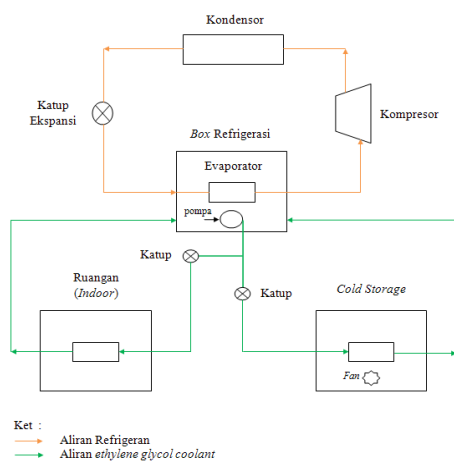 Kondensor
Katup
Ekspansi
Kompresor
Box Refrigerasi
Evaporator
pompa
Katup
Ruangan
(Indoor)
Katup
Cold Storage
Fan
Ket :
Aliran Refrigeran
Aliran ethylene glycol coolant